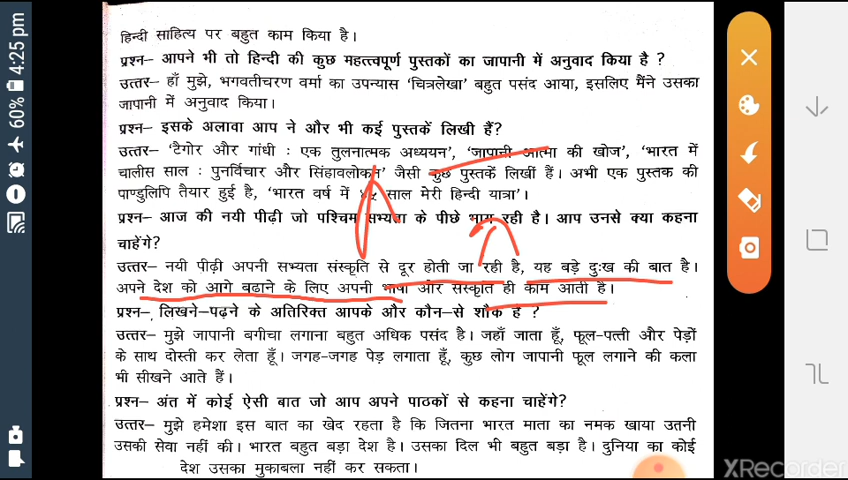 हिन्दी साहित्य पर बहुत काम किया है।
प्रश्न– आपने भी तो हिन्दी की कुछ महत्त्वपूर्ण पुस्तकों का जापानी में अनुवाद किया है ?
उत्तर– हाँ मुझे, भगवतीचरण वर्मा का उपन्यास ‘चित्रलेखा’ बहुत पसंद आया, इसलिए मैंने उसका
जापानी में अनुवाद किया।
प्रश्न– इसके अलावा आप ने और भी कई पुस्तकें लिखी हैं?
उत्तर– ‘टैगोर और गांधी : एक तुलनात्मक अध्ययन’, ‘जापानी आत्मा की खोज’, ‘भारत में
चालीस साल : पुनर्विचार और सिंहावलोकन’ जैसी कुछ पुस्तकें लिखीं हैं। अभी एक पुस्तक की
पाण्डुलिपि तैयार हुई है, ‘भारत वर्ष में ४५ साल मेरी हिन्दी यात्रा’।
प्रश्न– आज की नयी पीढ़ी जो पश्चिम सभ्यता के पीछे भाग रही है। आप उनसे क्या कहना
चाहेंगे?
उत्तर– नयी पीढ़ी अपनी सभ्यता संस्कृति से दूर होती जा रही है, यह बड़े दुःख की बात है।
अपने देश को आगे बढाने के लिए अपनी भाषा और संस्कृति ही काम आती है।
प्रश्न– लिखने–पढ़ने के अतिरिक्त आपके और कौन–से शौक हैं ?
उत्तर– मुझे जापानी बगीचा लगाना बहुत अधिक पसंद है। जहाँ जाता हूँ, फूल-पत्ती और पेड़ों
के साथ दोस्ती कर लेता हूँ। जगह-जगह पेड़ लगाता हूँ, कुछ लोग जापानी फूल लगाने की कला
भी सीखने आते हैं।
प्रश्न– अंत में कोई ऐसी बात जो आप अपने पाठकों से कहना चाहेंगे?
उत्तर– मुझे हमेशा इस बात का खेद रहता है कि जितना भारत माता का नमक खाया उतनी
उसकी सेवा नहीं की। भारत बहुत बड़ा देश है। उसका दिल भी बहुत बड़ा है। दुनिया का कोई
देश उसका मुकाबला नहीं कर सकता।
4:25 pm
60%
XRecorder